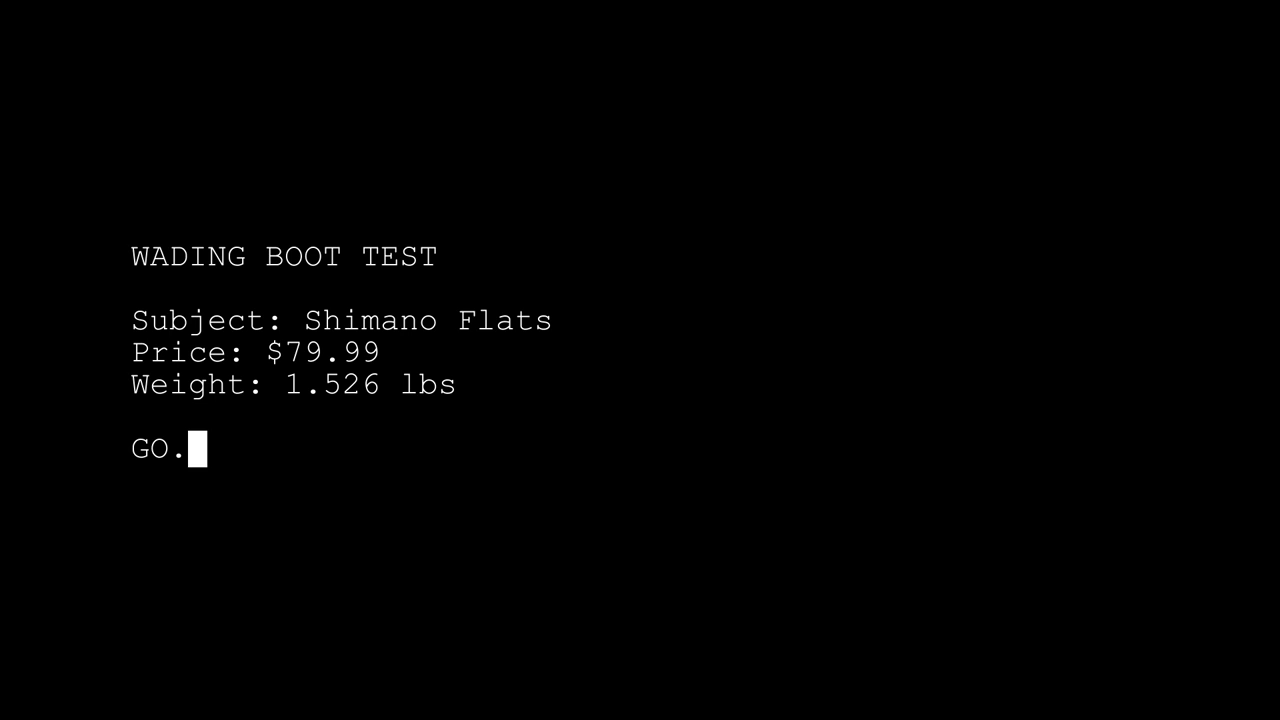 WADING BOOT TEST
Subject: Shimano Flats
Price: $79.99
Weight: 1.526 lbs
GO.